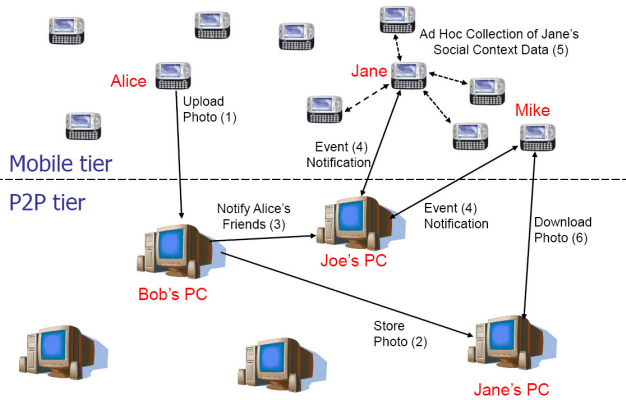 Ad Hoc Collection of Jane's
Social Context Data (5)
Alice
Jane
Upload
Photo (1)
Mike
Event (4)
Notification
Mobile tier
P2P tier
Notify Alice's
Friends (3)
Event (4)
Notification
Download
Photo (6)
Joe's PC
Bob's PC
Store
Photo (2)
Jane's PC